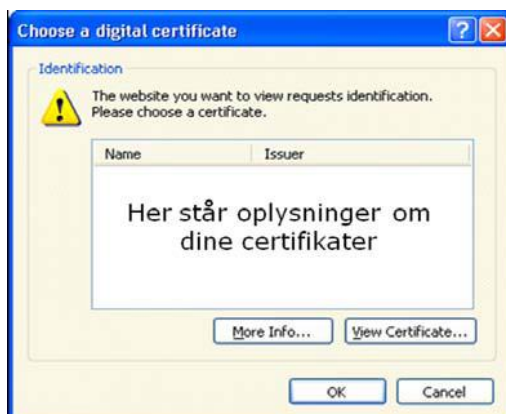 Choose a digital certificate
Identification
The website you want to view requests identification.
Please choose a certificate.
Name Issuer
Her står oplysninger om
dine certifikater
More Info... View Certificate...
OK Cancel